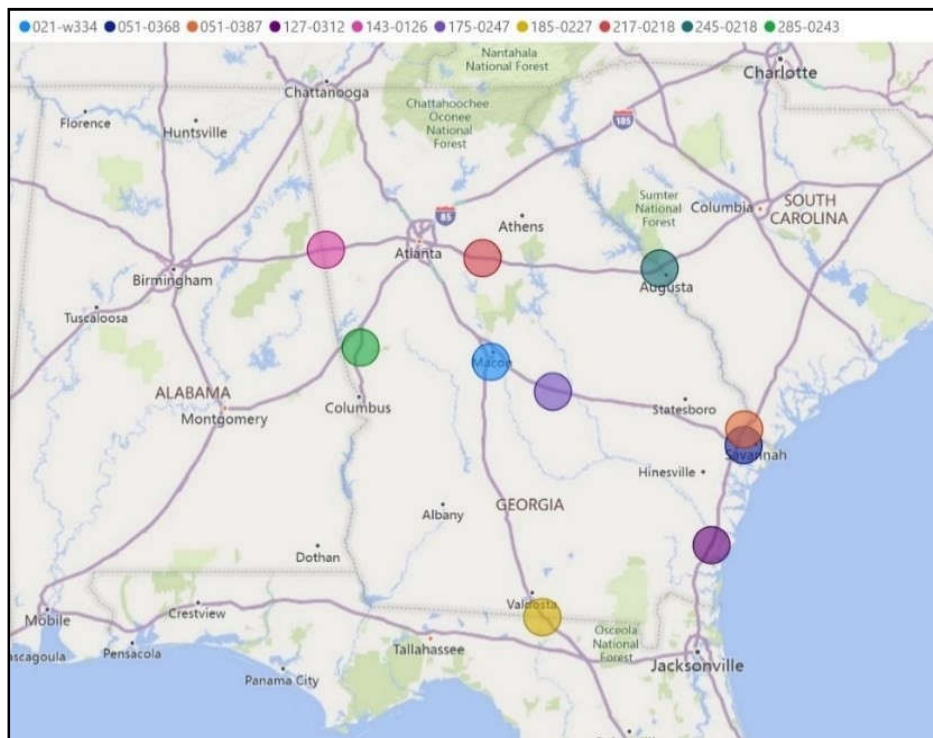 021-w334 051-0368 051-0387 127-0312 143-0126 175-0247 185-0227 217-0218 245-0218 285-0243
Nantahala
National Forest
Charlotte
Chattanooga
Chattahoochee
Oconee
National
Forest
Florence
Huntsville
185
Sumter
National
Forest
Columbia
SOUTH
CAROLINA
85
Athens
Atlanta
Birmingham
Augusta
Tuscaloosa
Macon
ALABAMA
Columbus
Montgomery
Statesboro
Savannah
Hinesville
GEORGIA
Albany
Dothan
Valdosta
Mobile
Crestview
Osceola
National
Forest
Tallahassee
Pensacola
ascagoula
Jacksonville
Panama City